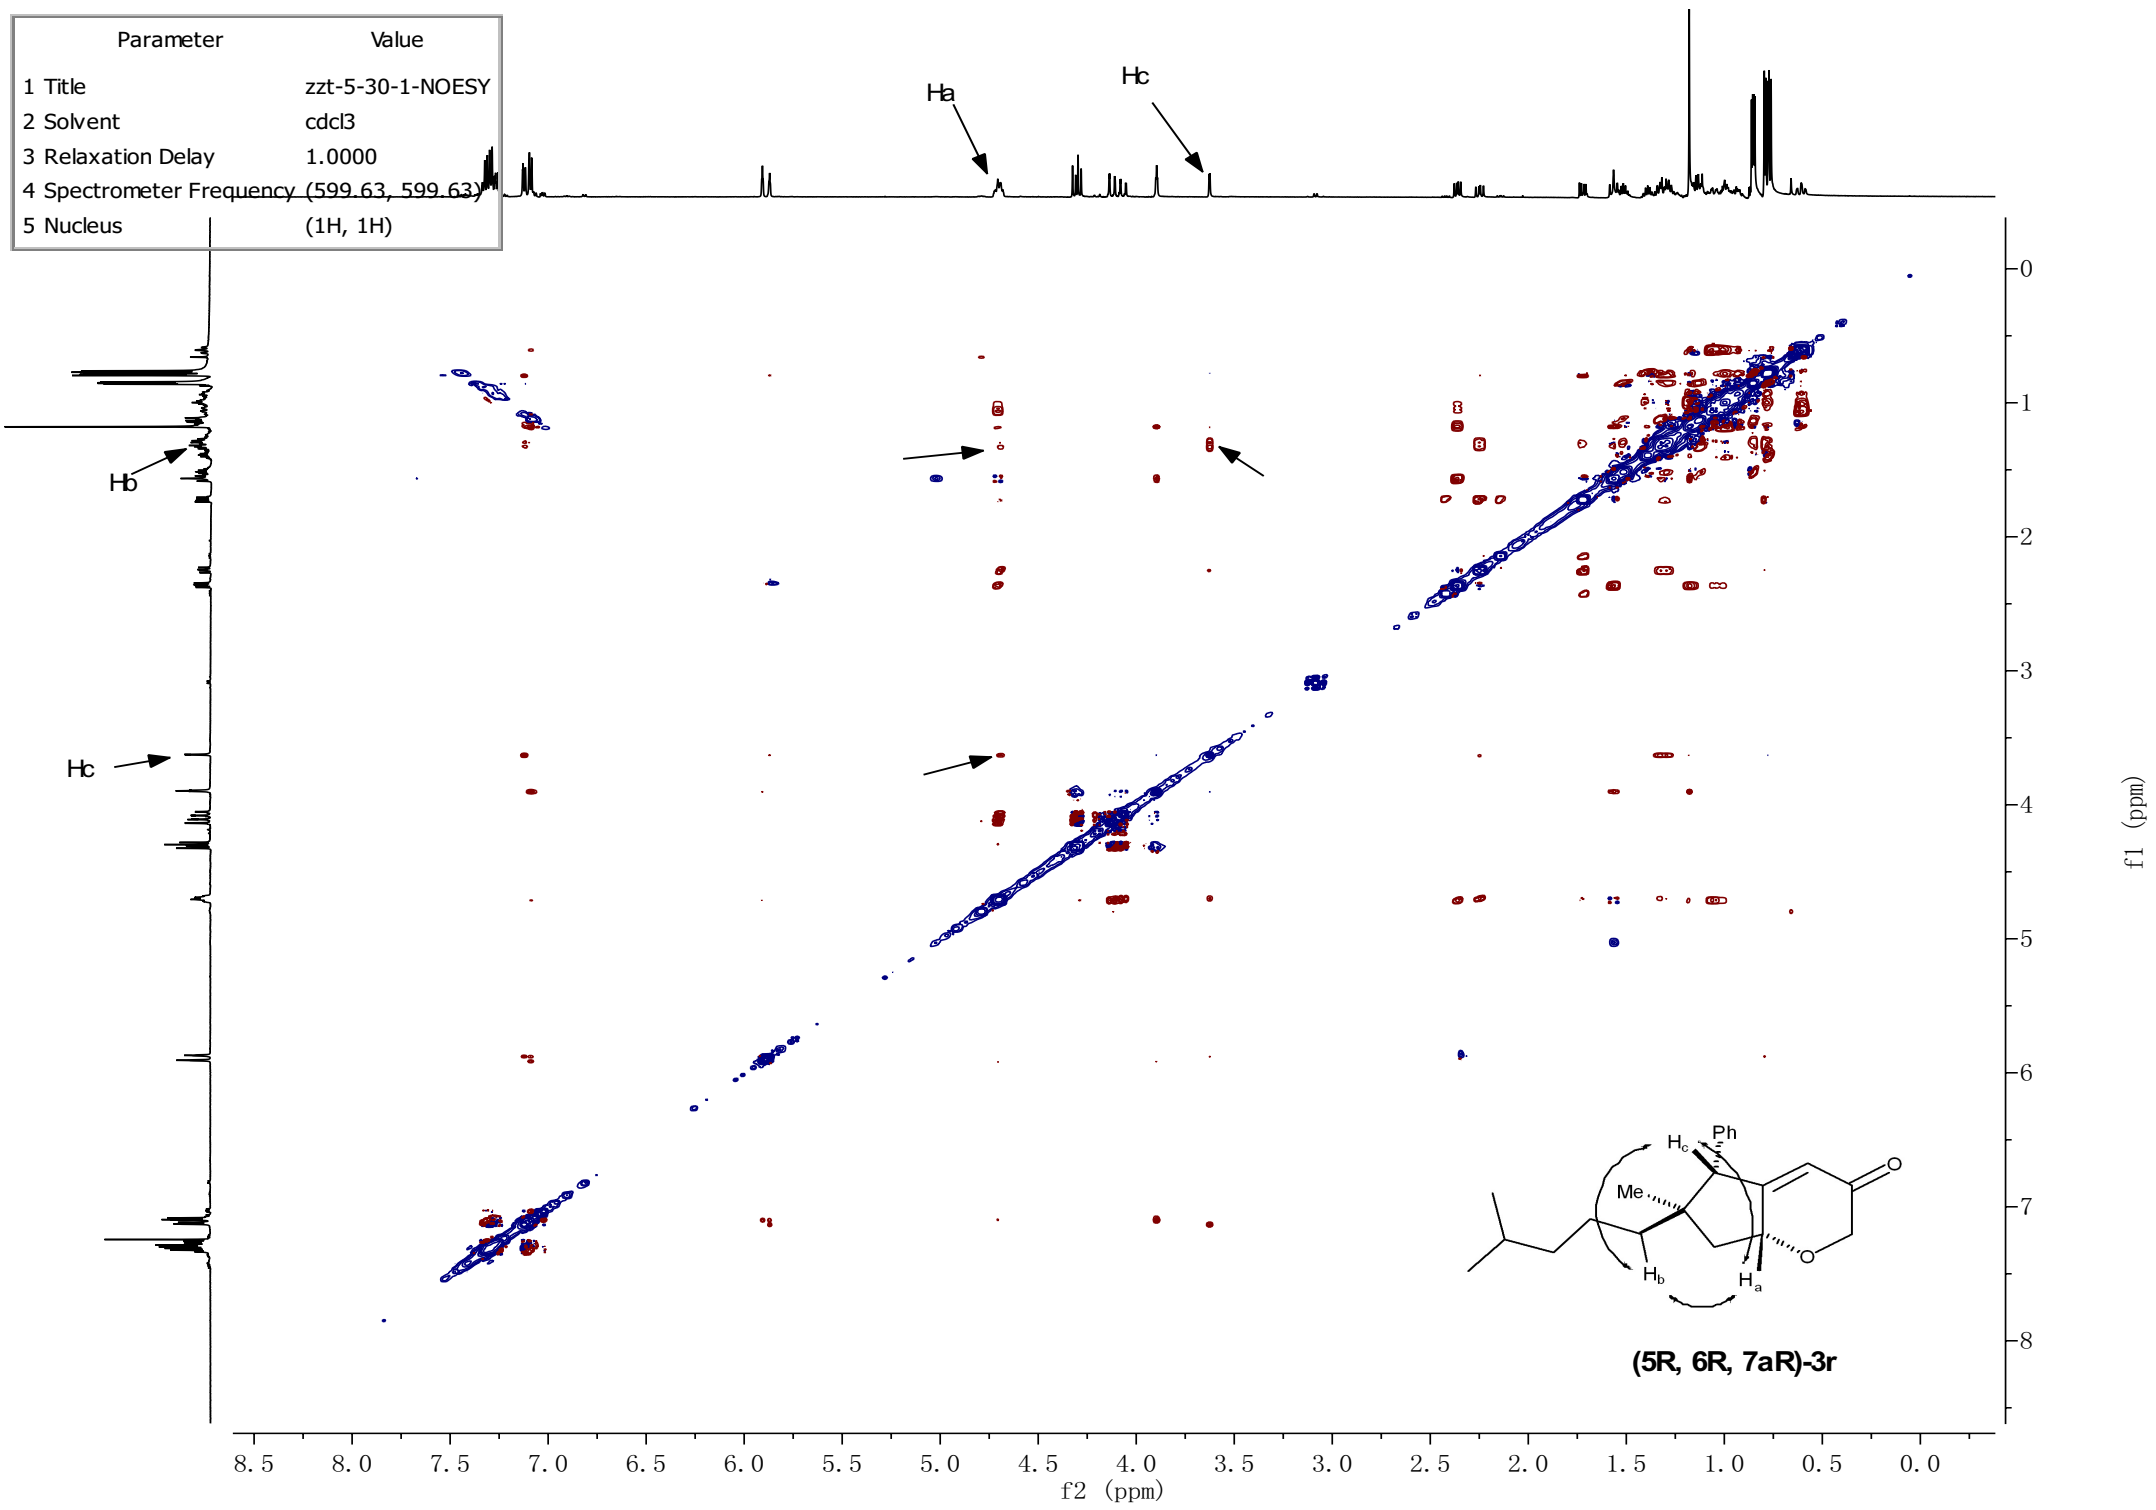 Parameter Value
1 Title zzt-5-30-1-NOESY
2 Solvent cdcl3
3 Relaxation Delay 1.0000
4 Spectrometer Frequency (599.63, 599.63)
5 Nucleus (1H, 1H)
Ha
Hc
Hb
Hc
0
1
2
3
4
5
6
7
8
f1 (ppm)
Ph
Hc
O
Me
O
Hb
Ha
(5R, 6R, 7aR)-3r
8.5 8.0 7.5 7.0 6.5 6.0 5.5 5.0 4.5 4.0 3.5 3.0 2.5 2.0 1.5 1.0 0.5 0.0
f2 (ppm)